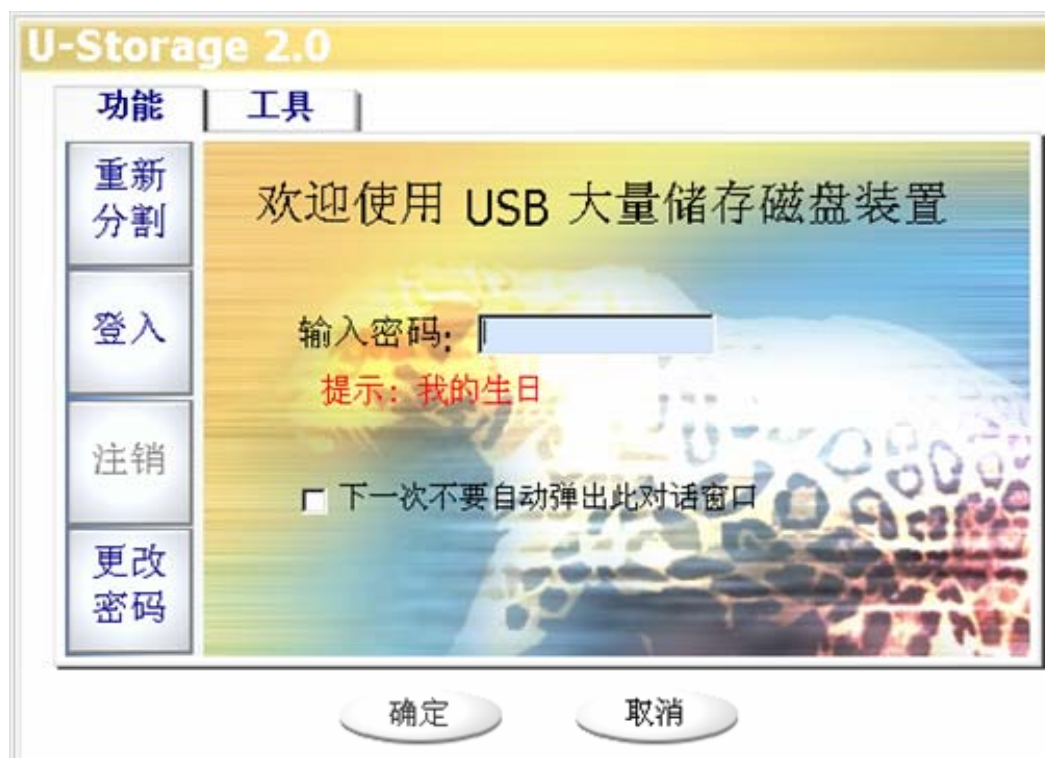 U-Storage 2.0
功能 工具
重新
分割
登入
注销
更改
密码
欢迎使用 USB 大量储存磁盘装置
输入密码:
提示: 我的生日
下一次不要自动弹出此对话窗口
确定 取消